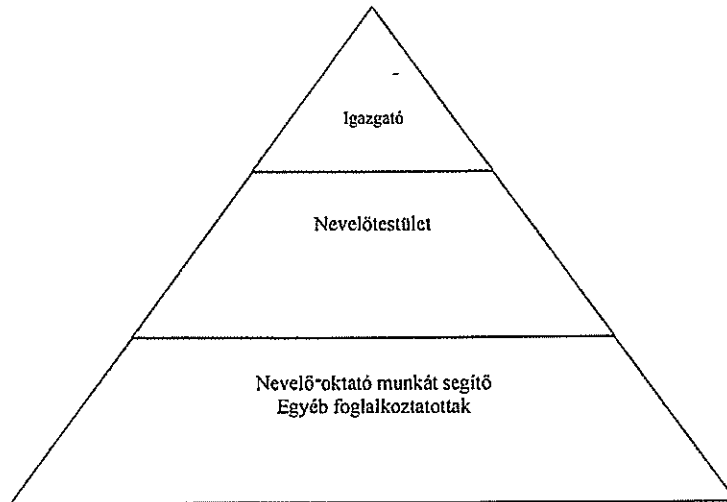 Igazgató
Nevelőtestület
Nevelő-oktató munkát segítő
Egyéb foglalkoztatottak